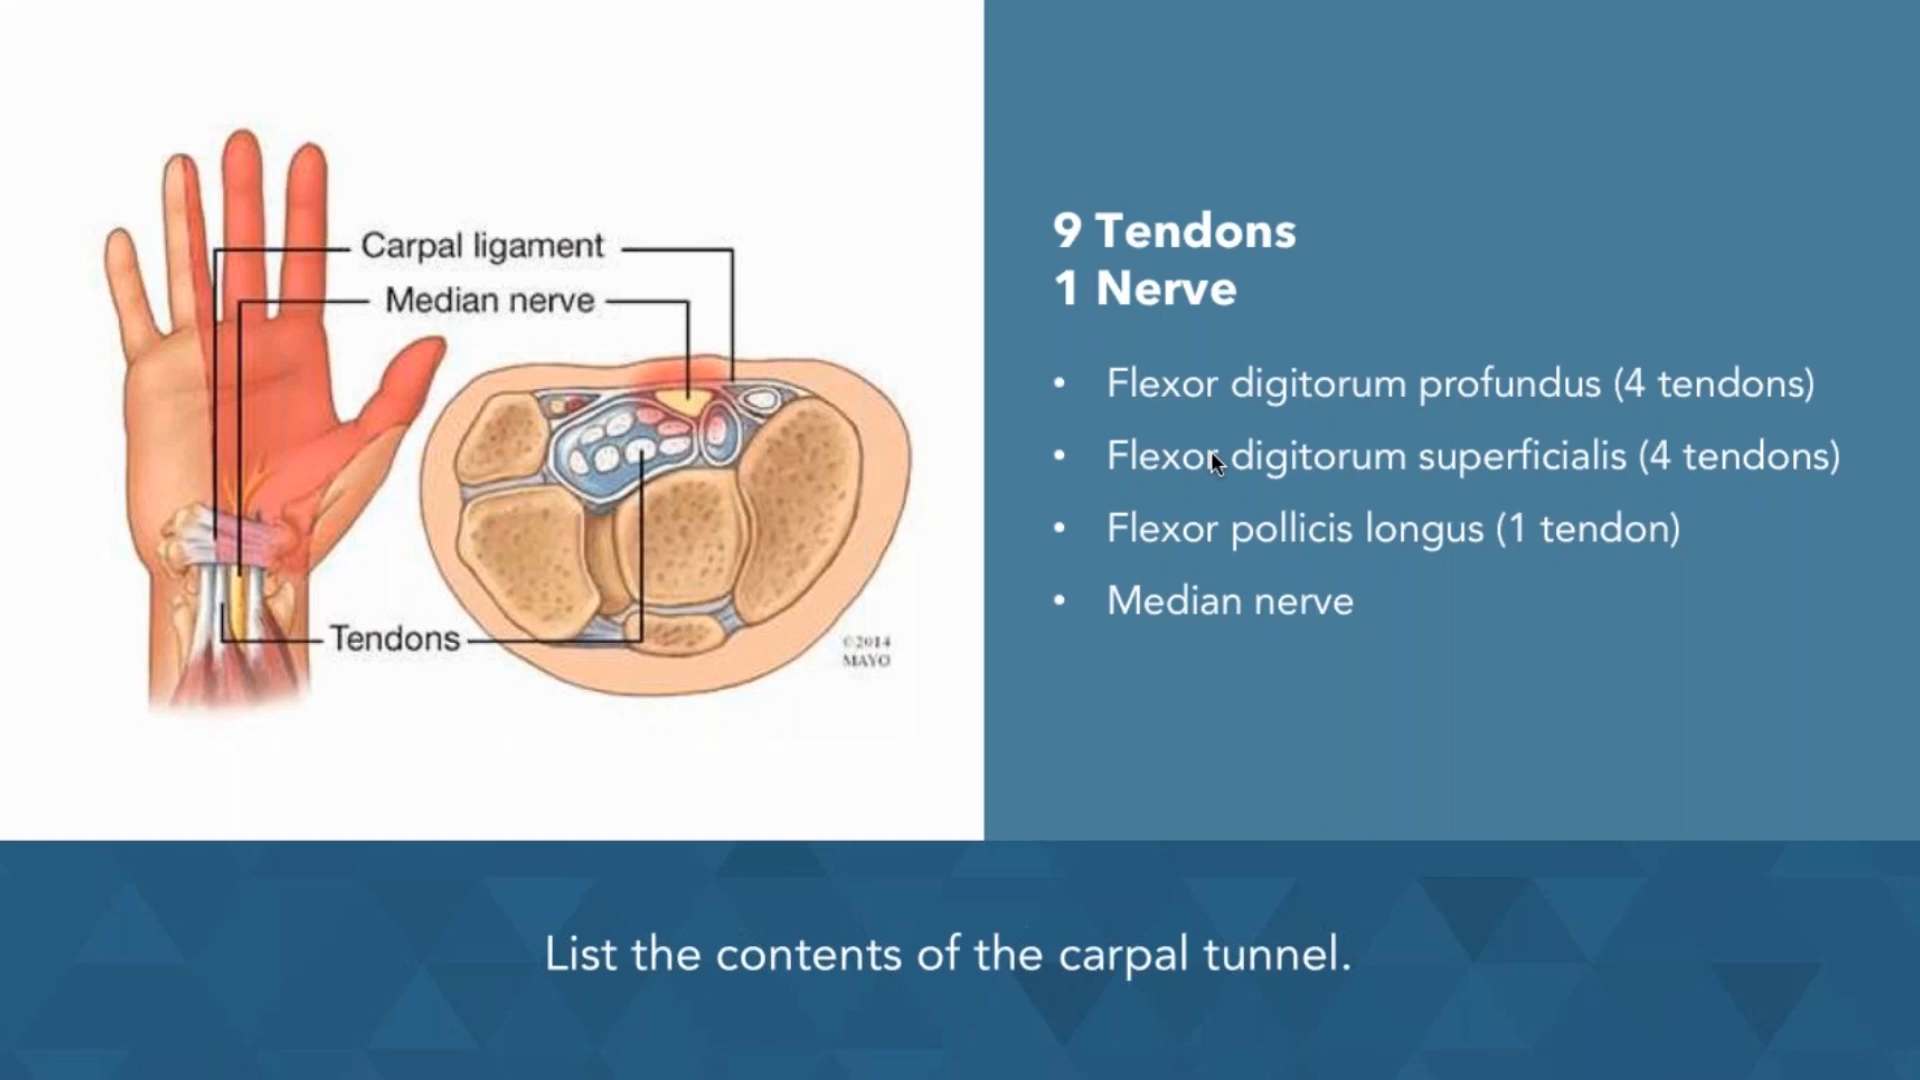 Carpal ligament
Median nerve
Tendons
©2014
MAYO
9 Tendons
1 Nerve
• Flexor digitorum profundus (4 tendons)
• Flexor digitorum superficialis (4 tendons)
• Flexor pollicis longus (1 tendon)
• Median nerve
List the contents of the carpal tunnel.